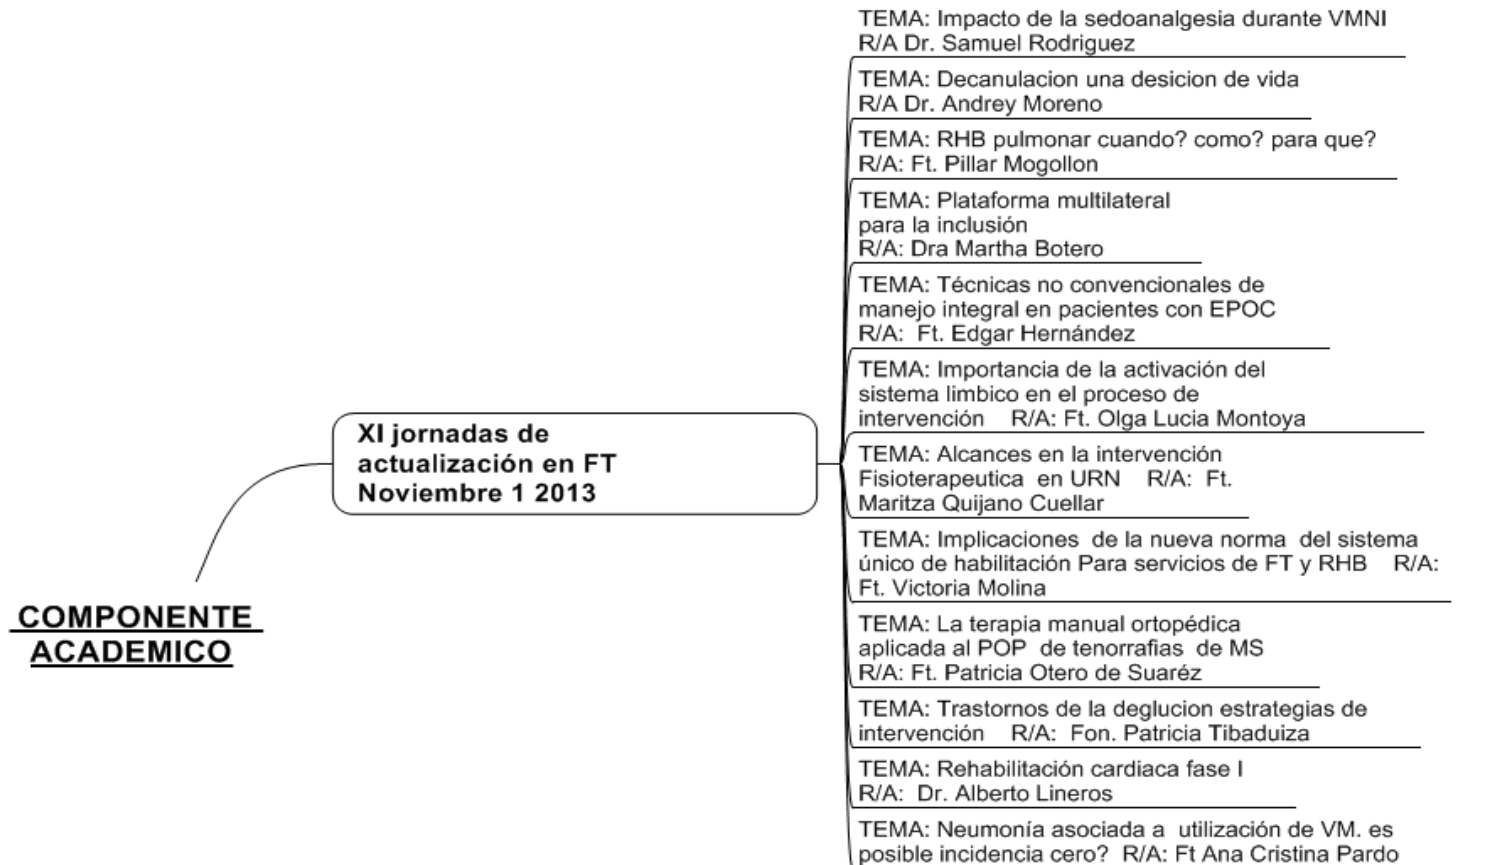 COMPONENTE
ACADEMICO
XI jornadas de
actualización en FT
Noviembre 1 2013
TEMA: Impacto de la sedoanalgesia durante VMNI
R/A Dr. Samuel Rodriguez
TEMA: Decanulacion una desicion de vida
R/A Dr. Andrey Moreno
TEMA: RHB pulmonar cuando? como? para que?
R/A: Ft. Pillar Mogollon
TEMA: Plataforma multilateral
para la inclusión
R/A: Dra Martha Botero
TEMA: Técnicas no convencionales de
manejo integral en pacientes con EPOC
R/A:  Ft. Edgar Hernández
TEMA: Importancia de la activación del
sistema limbico en el proceso de
intervención    R/A: Ft. Olga Lucia Montoya
TEMA: Alcances en la intervención
Fisioterapeutica  en URN    R/A:  Ft.
Maritza Quijano Cuellar
TEMA: Implicaciones  de la nueva norma  del sistema
único de habilitación Para servicios de FT y RHB    R/A:
Ft. Victoria Molina
TEMA: La terapia manual ortopédica
aplicada al POP  de tenorrafias  de MS
R/A: Ft. Patricia Otero de Suaréz
TEMA: Trastornos de la deglucion estrategias de
intervención    R/A:  Fon. Patricia Tibaduiza
TEMA: Rehabilitación cardiaca fase I
R/A:  Dr. Alberto Lineros
TEMA: Neumonía asociada a  utilización de VM. es
posible incidencia cero?  R/A: Ft Ana Cristina Pardo